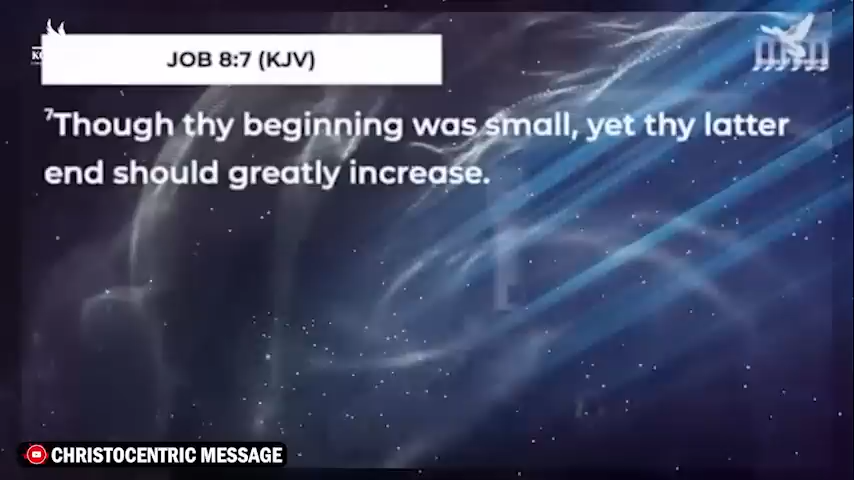 JOB 8:7 (KJV)
⁷Though thy beginning was small, yet thy latter
end should greatly increase.
CHRISTOCENTRIC MESSAGE